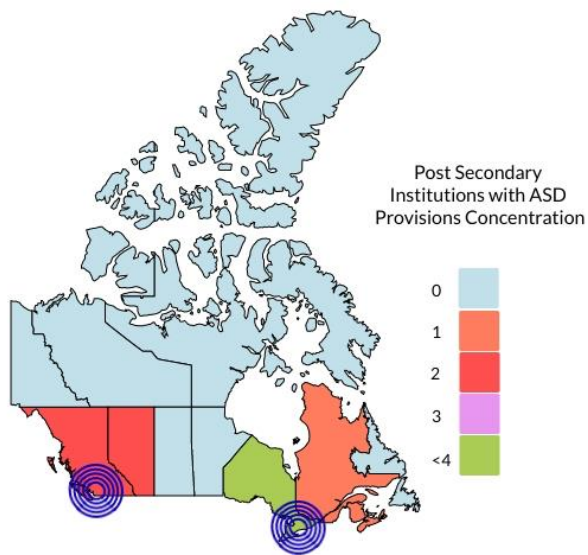 Post Secondary
Institutions with ASD
Provisions Concentration
0
1
2
3
<4